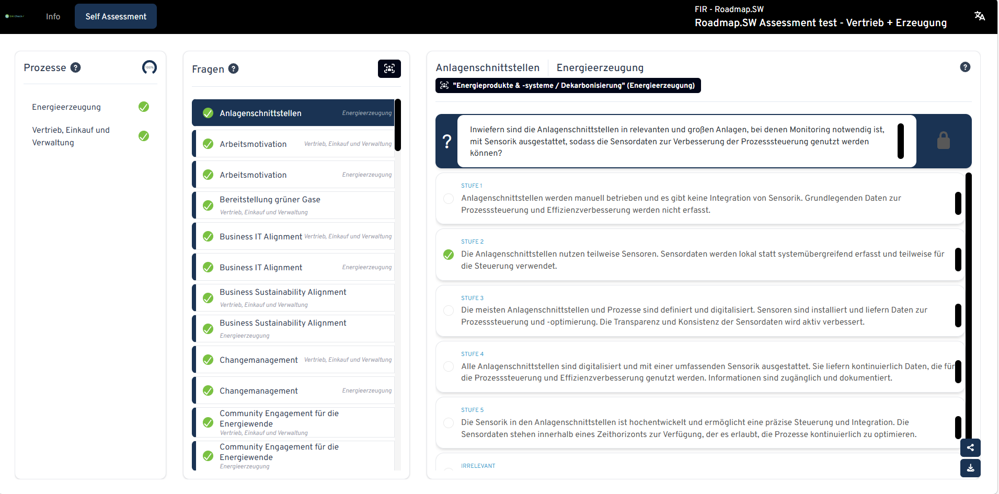 SW.Check
Info
Self Assessment
FIR - Roadmap.SW
Roadmap.SW Assessment test - Vertrieb + Erzeugung
Prozesse ?
100%
Energieerzeugung
Vertrieb, Einkauf und
Verwaltung
Fragen ?
Anlagenschnittstellen Energieerzeugung
Arbeitsmotivation Vertrieb, Einkauf und Verwaltung
Arbeitsmotivation Energieerzeugung
Bereitstellung grüner Gase
Vertrieb, Einkauf und Verwaltung
Business IT Alignment Vertrieb, Einkauf und Verwaltung
Business IT Alignment Energieerzeugung
Business Sustainability Alignment
Vertrieb, Einkauf und Verwaltung
Business Sustainability Alignment
Energieerzeugung
Changemanagement Vertrieb, Einkauf und Verwaltung
Changemanagement Energieerzeugung
Community Engagement für die
Energiewende
Vertrieb, Einkauf und Verwaltung
Community Engagement für die
Energiewende
Energieerzeugung
Anlagenschnittstellen Energieerzeugung ?
"Energieprodukte & -systeme / Dekarbonisierung" (Energieerzeugung)
?
Inwiefern sind die Anlagenschnittstellen in relevanten und großen Anlagen, bei denen Monitoring notwendig ist,
mit Sensorik ausgestattet, sodass die Sensordaten zur Verbesserung der Prozesssteuerung genutzt werden
können?
STUFE 1
Anlagenschnittstellen werden manuell betrieben und es gibt keine Integration von Sensorik. Grundlegenden Daten zur
Prozesssteuerung und Effizienzverbesserung werden nicht erfasst.
STUFE 2
Die Anlagenschnittstellen nutzen teilweise Sensoren. Sensordaten werden lokal statt systemübergreifend erfasst und teilweise für
die Steuerung verwendet.
STUFE 3
Die meisten Anlagenschnittstellen und Prozesse sind definiert und digitalisiert. Sensoren sind installiert und liefern Daten zur
Prozesssteuerung und -optimierung. Die Transparenz und Konsistenz der Sensordaten wird aktiv verbessert.
STUFE 4
Alle Anlagenschnittstellen sind digitalisiert und mit einer umfassenden Sensorik ausgestattet. Sie liefern kontinuierlich Daten, die für
die Prozesssteuerung und Effizienzverbesserung genutzt werden. Informationen sind zugänglich und dokumentiert.
STUFE 5
Die Sensorik in den Anlagenschnittstellen ist hochentwickelt und ermöglicht eine präzise Steuerung und Integration. Die
Sensordaten stehen innerhalb eines Zeithorizonts zur Verfügung, der es erlaubt, die Prozesse kontinuierlich zu optimieren.
IRRELEVANT